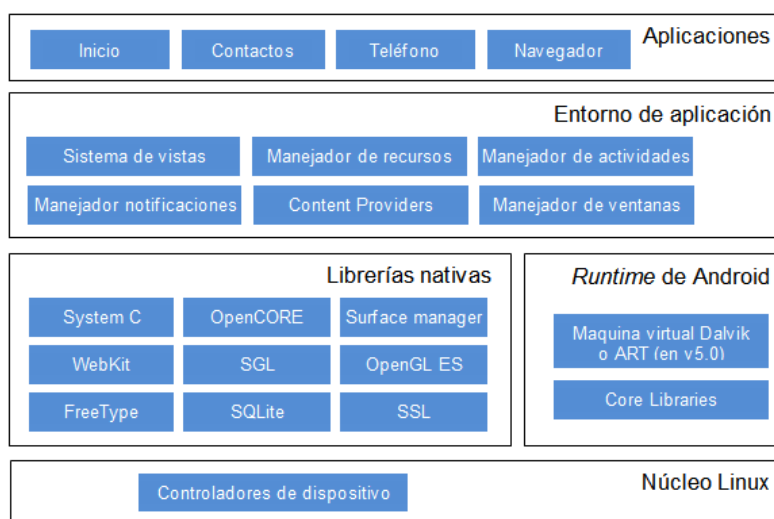 Aplicaciones
Inicio
Contactos
Teléfono
Navegador
Entorno de aplicación
Sistema de vistas
Manejador de recursos
Manejador de actividades
Manejador notificaciones
Content Providers
Manejador de ventanas
Librerías nativas
System C
OpenCORE
Surface manager
WebKit
SGL
OpenGL ES
FreeType
SQLite
SSL
Runtime de Android
Maquina virtual Dalvik
o ART (en v5.0)
Core Libraries
Núcleo Linux
Controladores de dispositivo